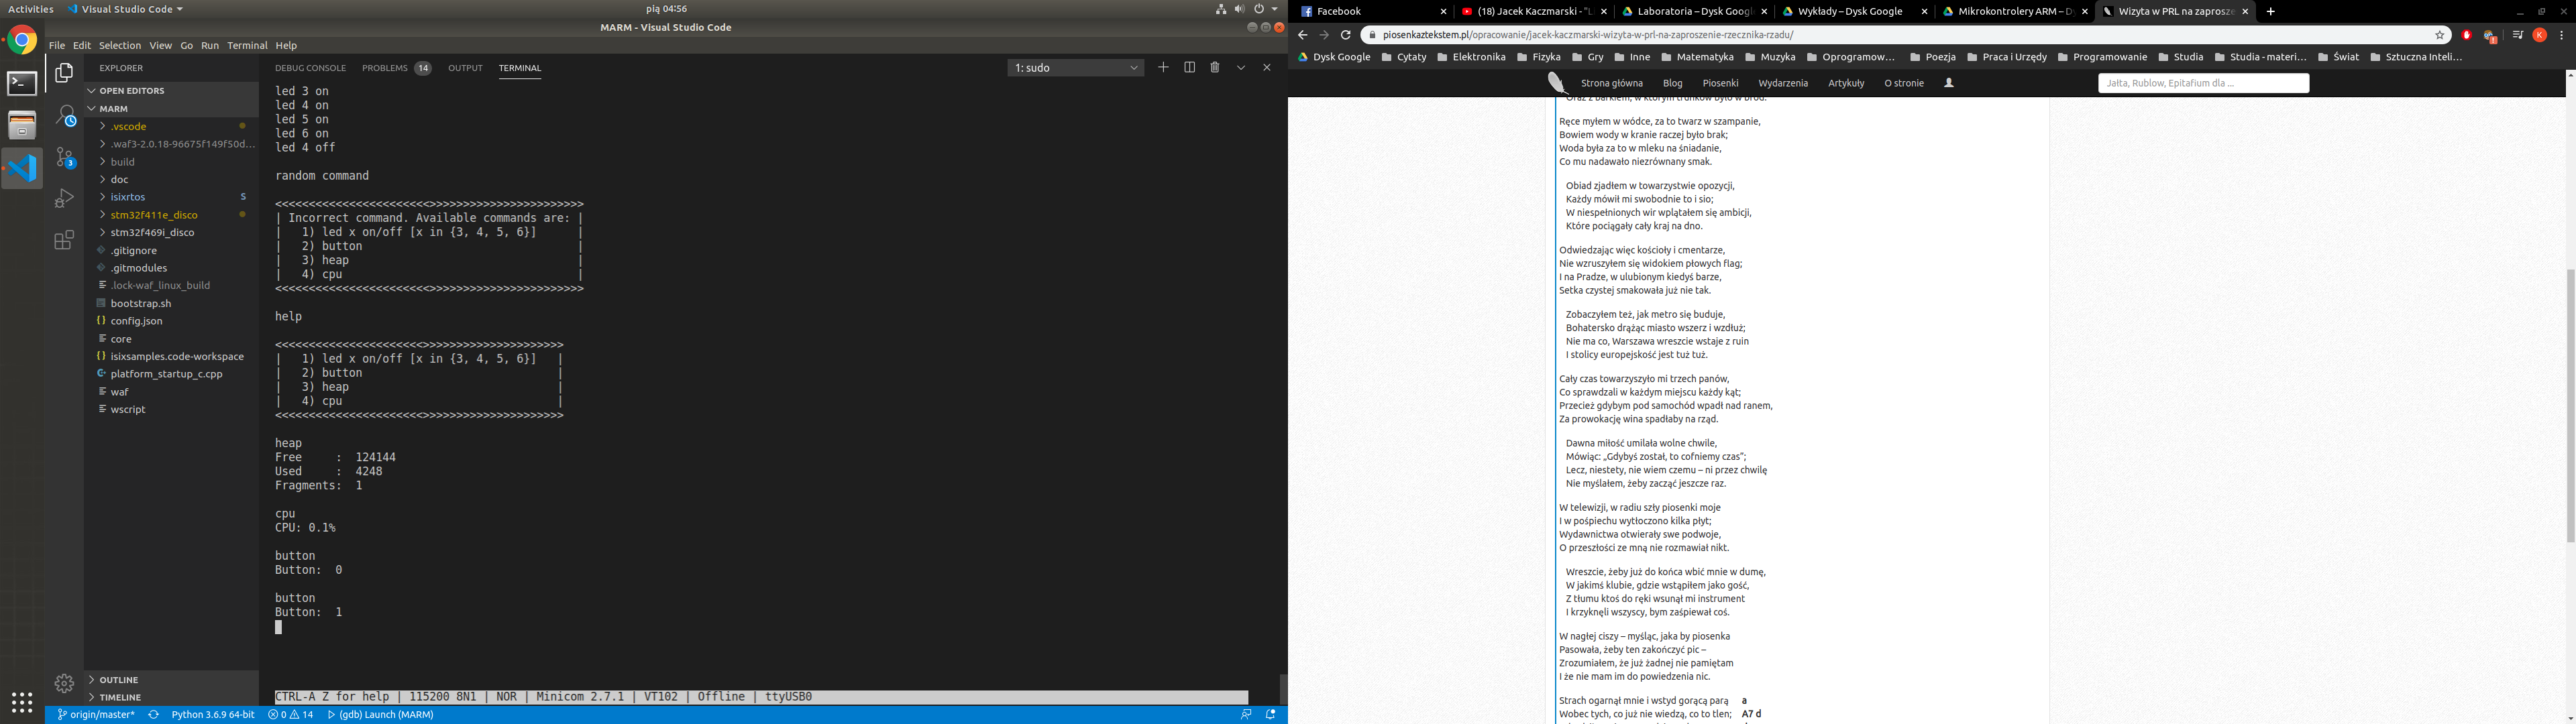 Activities
Visual Studio Code
pią 04:56
MARM - Visual Studio Code
File Edit Selection View Go Run Terminal Help
EXPLORER
OPEN EDITORS
MARM
.vscode
.waf3-2.0.18-96675f149f50d...
build
doc
isixrtos S
stm32f411e_disco
stm32f469i_disco
.gitignore
.gitmodules
.lock-waf_linux_build
bootstrap.sh
config.json
core
isixsamples.code-workspace
platform_startup_c.cpp
waf
wscript
OUTLINE
TIMELINE
3
DEBUG CONSOLE PROBLEMS 14 OUTPUT TERMINAL
1: sudo
led 3 on
led 4 on
led 5 on
led 6 on
led 4 off
random command
<<<<<<<<<<<<<<<<<<<<<<<>>>>>>>>>>>>>>>>>>>>>>>
| Incorrect command. Available commands are: |
| 1) led x on/off [x in {3, 4, 5, 6}] |
| 2) button |
| 3) heap |
| 4) cpu |
<<<<<<<<<<<<<<<<<<<<<<<>>>>>>>>>>>>>>>>>>>>>>>
help
<<<<<<<<<<<<<<<<<<<<<<>>>>>>>>>>>>>>>>>>>>>
| 1) led x on/off [x in {3, 4, 5, 6}] |
| 2) button |
| 3) heap |
| 4) cpu |
<<<<<<<<<<<<<<<<<<<<<<>>>>>>>>>>>>>>>>>>>>>
heap
Free : 124144
Used : 4248
Fragments: 1
cpu
CPU: 0.1%
button
Button: 0
button
Button: 1
CTRL-A Z for help | 115200 8N1 | NOR | Minicom 2.7.1 | VT102 | Offline | ttyUSB0
origin/master* Python 3.6.9 64-bit 0 14 (gdb) Launch (MARM)
Facebook
(18) Jacek Kaczmarski - "L
Laboratoria – Dysk Googl
Wykłady – Dysk Google
Mikrokontrolery ARM – D
Wizyta w PRL na zaprosze
piosenkaztekstem.pl/opracowanie/jacek-kaczmarski-wizyta-w-prl-na-zaproszenie-rzecznika-rzadu/
K
Dysk Google Cytaty Elektronika Fizyka Gry Inne Matematyka Muzyka Oprogramow... Poezja Praca i Urzędy Programowanie Studia Studia - materi... Świat Sztuczna Inteli...
Strona główna Blog Piosenki Wydarzenia Artykuły O stronie
Jałta, Rublow, Epitafium dla ...
Oraz z barkiem, w którym trunków było w bród.
Ręce myłem w wódce, za to twarz w szampanie,
Bowiem wody w kranie raczej było brak;
Woda była za to w mleku na śniadanie,
Co mu nadawało niezrównany smak.
Obiad zjadłem w towarzystwie opozycji,
Każdy mówił mi swobodnie to i sio;
W niespełnionych wir wplątałem się ambicji,
Które pociągały cały kraj na dno.
Odwiedzając więc kościoły i cmentarze,
Nie wzruszyłem się widokiem płowych flag;
I na Pradze, w ulubionym kiedyś barze,
Setka czystej smakowała już nie tak.
Zobaczyłem też, jak metro się buduje,
Bohatersko drążąc miasto wszerz i wzdłuż;
Nie ma co, Warszawa wreszcie wstaje z ruin
I stolicy europejskość jest tuż tuż.
Cały czas towarzyszyło mi trzech panów,
Co sprawdzali w każdym miejscu każdy kąt;
Przecież gdybym pod samochód wpadł nad ranem,
Za prowokację wina spadłaby na rząd.
Dawna miłość umilała wolne chwile,
Mówiąc: „Gdybyś został, to cofniemy czas”;
Lecz, niestety, nie wiem czemu – ni przez chwilę
Nie myślałem, żeby zacząć jeszcze raz.
W telewizji, w radiu szły piosenki moje
I w pośpiechu wytłoczono kilka płyt;
Wydawnictwa otwierały swe podwoje,
O przeszłości ze mną nie rozmawiał nikt.
Wreszcie, żeby już do końca wbić mnie w dumę,
W jakimś klubie, gdzie wstąpiłem jako gość,
Z tłumu ktoś do ręki wsunął mi instrument
I krzyknęli wszyscy, bym zaśpiewał coś.
W nagłej ciszy – myśląc, jaka by piosenka
Pasowała, żeby ten zakończyć pic –
Zrozumiałem, że już żadnej nie pamiętam
I że nie mam im do powiedzenia nic.
Strach ogarnął mnie i wstyd gorącą parą a
Wobec tych, co już nie wiedzą, co to tlen; A7 d